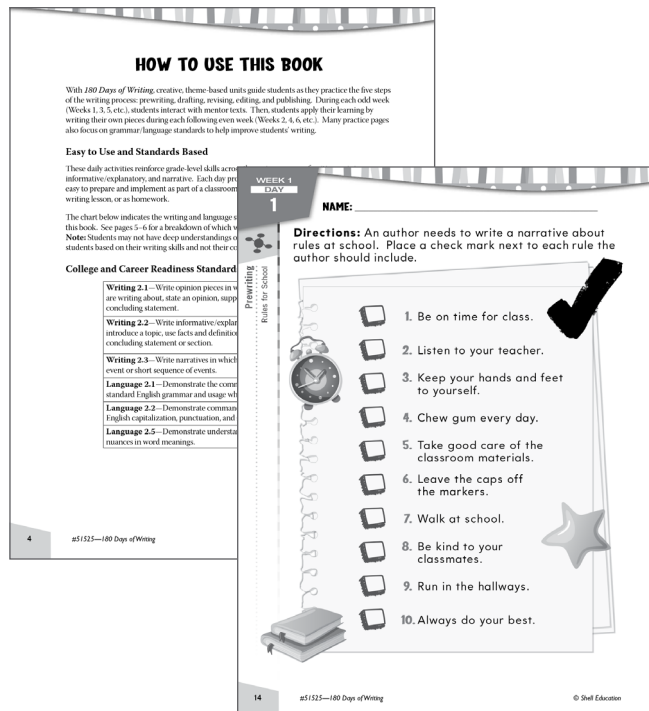 HOW TO USE THIS BOOK
With 180 Days of Writing, creative, theme-based units guide students as they practice the five steps
of the writing process: prewriting, drafting, revising, editing, and publishing. During each odd week
(Weeks 1, 3, 5, etc.), students interact with mentor texts. Then, students apply their learning by
writing their own pieces during each following even week (Weeks 2, 4, 6, etc.). Many practice pages
also focus on grammar/language standards to help improve students' writing.
Easy to Use and Standards Based
These daily activities reinforce grade-level skills
informative/explanatory, and narrative. Each day
easy to prepare and implement as part of a classroom
writing lesson, or as homework.
The chart below indicates the writing and language
this book. See pages 5–6 for a breakdown of which
Note: Students may not have deep understandings
students based on their writing skills and not their
College and Career Readiness Standard
Writing 2.1—Write opinion pieces in
are writing about, state an opinion,
concluding statement.
Writing 2.2—Write
introduce a topic, use facts and
concluding statement or section.
Writing 2.3—Write narratives in which
event or short sequence of events.
Language 2.1—Demonstrate the
standard English grammar and usage
Language 2.2—Demonstrate
English capitalization, punctuation, and
Language 2.5—Demonstrate
nuances in word meanings.
4
#51525—180 Days of Writing
WEEK 1
DAY
1
NAME:
Prewriting
Rules for School
Directions: An author needs to write a narrative about
rules at school. Place a check mark next to each rule the
author should include.
1. Be on time for class.
2. Listen to your teacher.
3. Keep your hands and feet
to yourself.
4. Chew gum every day.
5. Take good care of the
classroom materials.
6. Leave the caps off
the markers.
7. Walk at school.
8. Be kind to your
classmates.
9. Run in the hallways.
10. Always do your best.
14
#51525—180 Days of Writing
© Shell Education